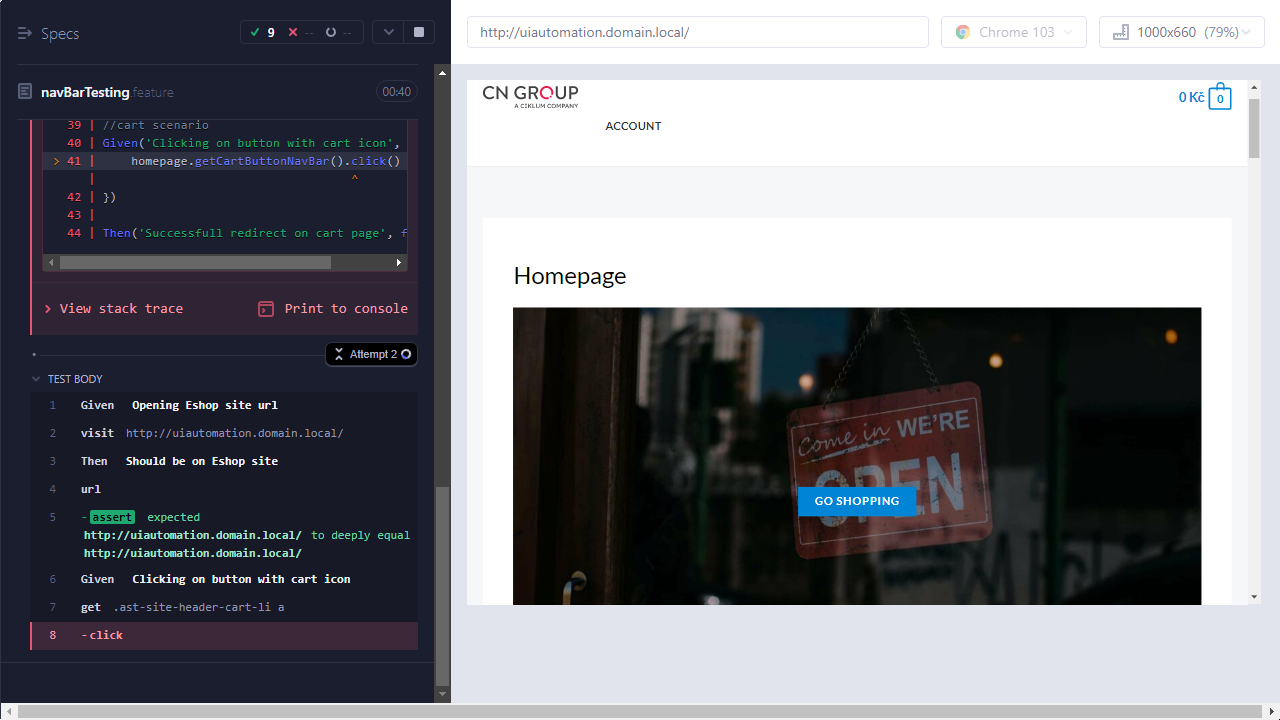 Specs
9
--
--
http://uiautomation.domain.local/
Chrome 103
1000x660 (79%)
navBarTesting.feature
00:40
39 | //cart scenario
40 | Given('Clicking on button with cart icon',
> 41 |     homepage.getCartButtonNavBar().click()
|                                   ^
42 | })
43 |
44 | Then('Successfull redirect on cart page', f
View stack trace
Print to console
Attempt 2
TEST BODY
1 Given Opening Eshop site url
2 visit http://uiautomation.domain.local/
3 Then Should be on Eshop site
4 url
5 -assert expected
http://uiautomation.domain.local/ to deeply equal
http://uiautomation.domain.local/
6 Given Clicking on button with cart icon
7 get .ast-site-header-cart-li a
8 -click
CN GROUP
A CIKLUM COMPANY
0 Kč 0
ACCOUNT
Homepage
Come in WE'RE
OPEN
GO SHOPPING